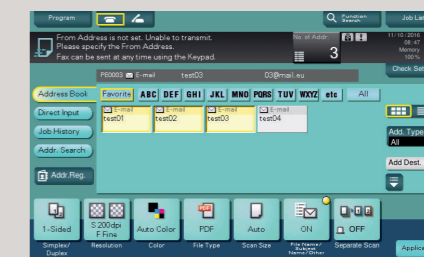 Program
Function Search
Job List
From Address is not set. Unable to transmit.
Please specify the From Address.
Fax can be sent at any time using the Keypad.
No. of Addr.
3
11/10/2016
08:47
Memory
100%
PE0003 E-mail test03 03@mail.eu
Check Set
Address Book
Favorite ABC DEF GHI JKL MNO PQRS TUV WXYZ etc All
Direct Input
Job History
Addr. Search
Addr.Reg.
E-mail
test01
E-mail
test02
E-mail
test03
E-mail
test04
Add. Type
All
Add Dest.
1-Sided
S 200dpi
F Fine
Auto Color
PDF
Auto
ON
OFF
Simplex/
Duplex
Resolution
Color
File Type
Scan Size
File Name/
Subject
Name/Other
Separate Scan
Applica